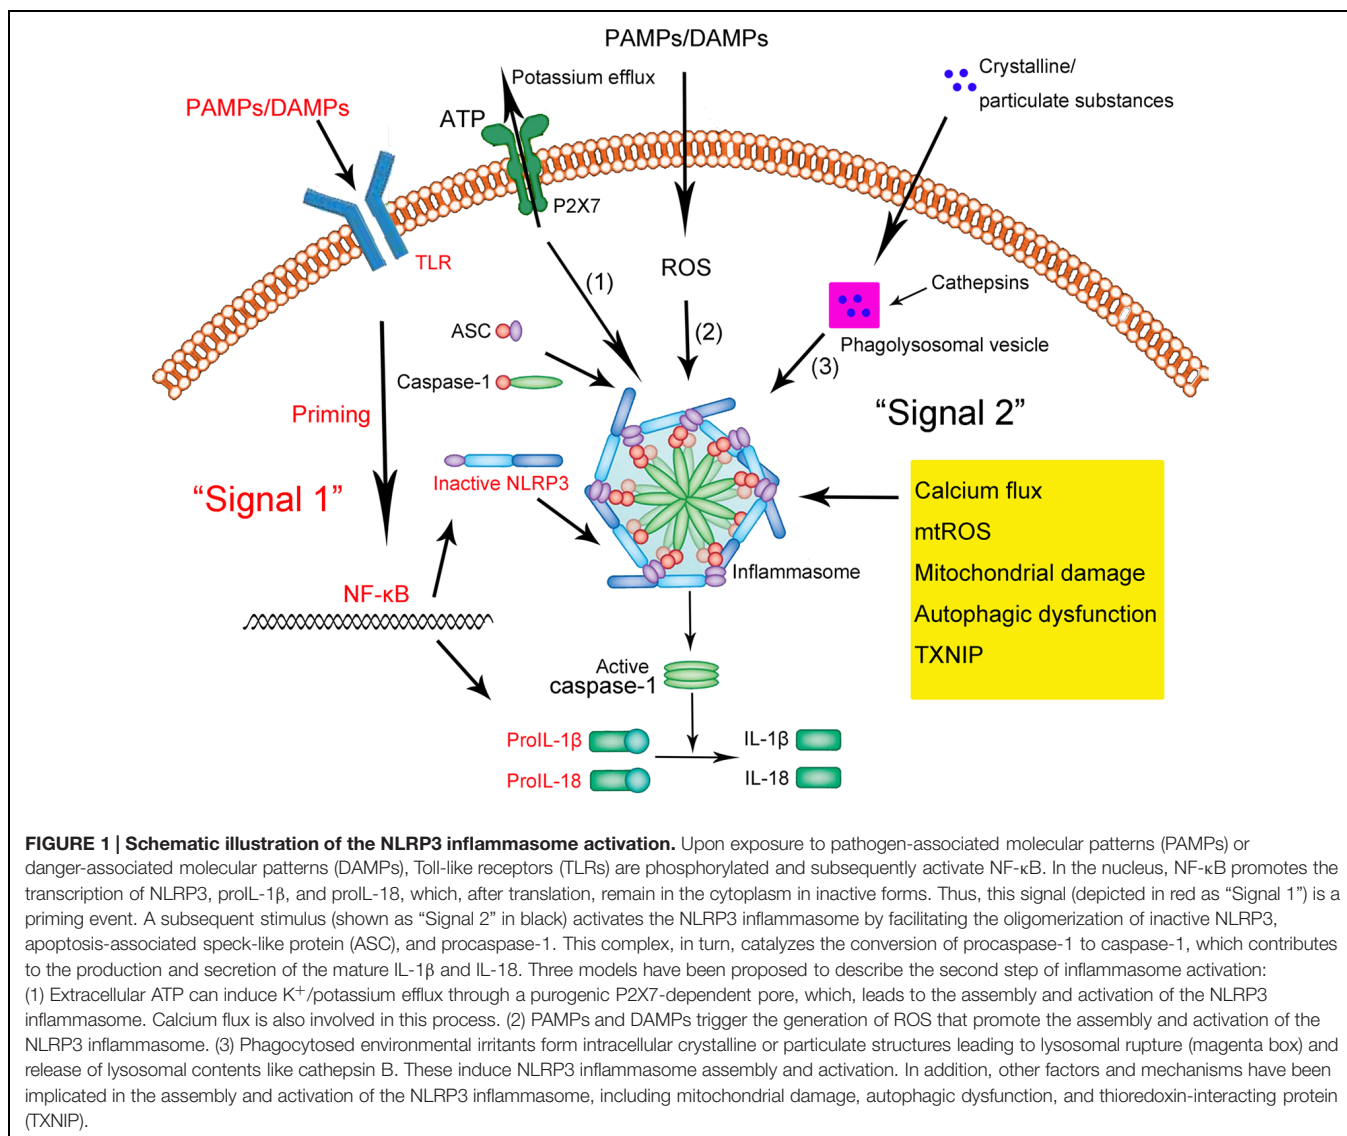 PAMPs/DAMPs
Potassium efflux
Crystalline/
particulate substances
PAMPs/DAMPs
ATP
P2X7
TLR
ROS
(1)
Cathepsins
ASC
(2)
Phagolysosomal vesicle
(3)
Caspase-1
Priming
“Signal 2”
Inactive NLRP3
“Signal 1”
Calcium flux
mtROS
Mitochondrial damage
Autophagic dysfunction
TXNIP
Inflammasome
NF-κB
Active
caspase-1
ProIL-1β
IL-1β
ProIL-18
IL-18
FIGURE 1 | Schematic illustration of the NLRP3 inflammasome activation. Upon exposure to pathogen-associated molecular patterns (PAMPs) or
danger-associated molecular patterns (DAMPs), Toll-like receptors (TLRs) are phosphorylated and subsequently activate NF-κB. In the nucleus, NF-κB promotes the
transcription of NLRP3, proIL-1β, and proIL-18, which, after translation, remain in the cytoplasm in inactive forms. Thus, this signal (depicted in red as “Signal 1”) is a
priming event. A subsequent stimulus (shown as “Signal 2” in black) activates the NLRP3 inflammasome by facilitating the oligomerization of inactive NLRP3,
apoptosis-associated speck-like protein (ASC), and procaspase-1. This complex, in turn, catalyzes the conversion of procaspase-1 to caspase-1, which contributes
to the production and secretion of the mature IL-1β and IL-18. Three models have been proposed to describe the second step of inflammasome activation:
(1) Extracellular ATP can induce K⁺/potassium efflux through a purogenic P2X7-dependent pore, which, leads to the assembly and activation of the NLRP3
inflammasome. Calcium flux is also involved in this process. (2) PAMPs and DAMPs trigger the generation of ROS that promote the assembly and activation of the
NLRP3 inflammasome. (3) Phagocytosed environmental irritants form intracellular crystalline or particulate structures leading to lysosomal rupture (magenta box) and
release of lysosomal contents like cathepsin B. These induce NLRP3 inflammasome assembly and activation. In addition, other factors and mechanisms have been
implicated in the assembly and activation of the NLRP3 inflammasome, including mitochondrial damage, autophagic dysfunction, and thioredoxin-interacting protein
(TXNIP).